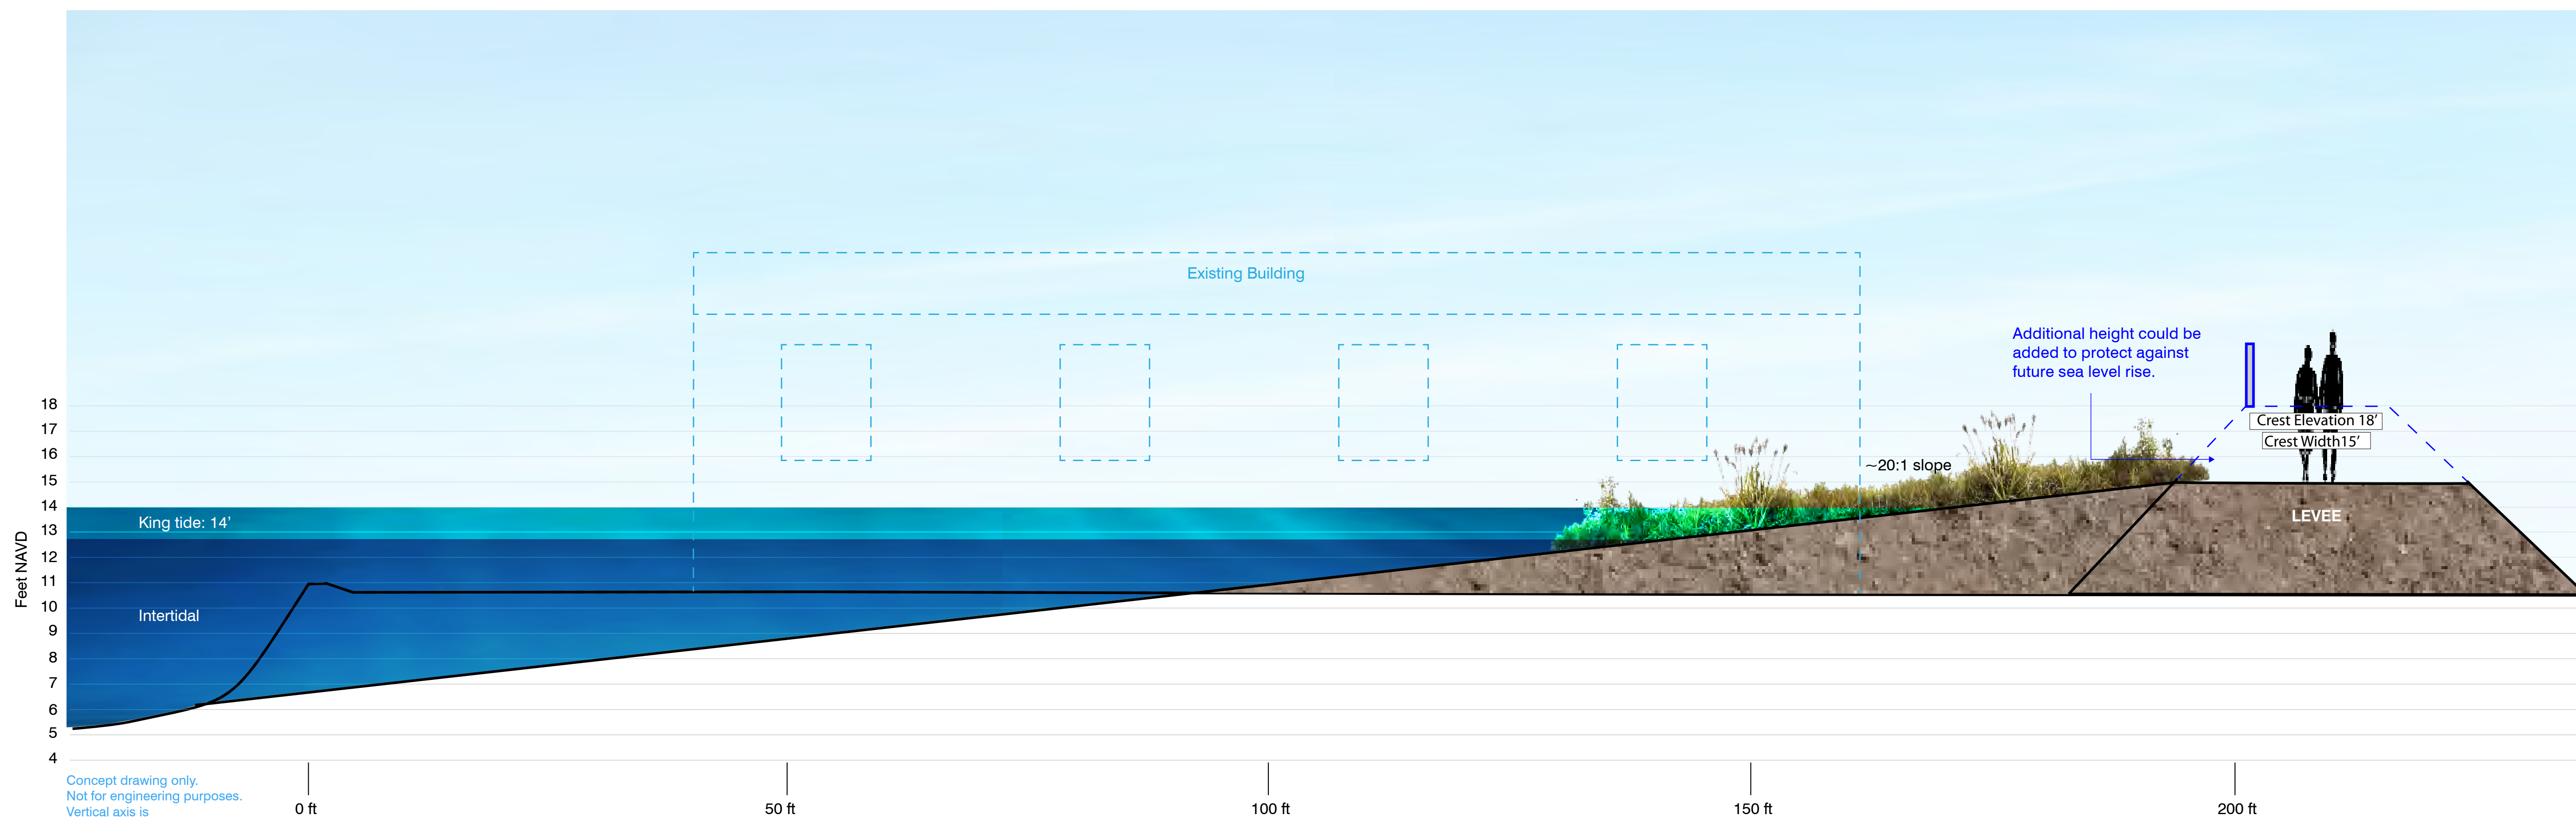 Existing Building
Additional height could be
added to protect against
future sea level rise.
18
17
16
15
14
13
12
11
10
9
8
7
6
5
4
Feet NAVD
Crest Elevation 18’
Crest Width15’
~20:1 slope
King tide: 14’
LEVEE
Intertidal
Concept drawing only.
Not for engineering purposes.
Vertical axis is
0 ft
50 ft
100 ft
150 ft
200 ft